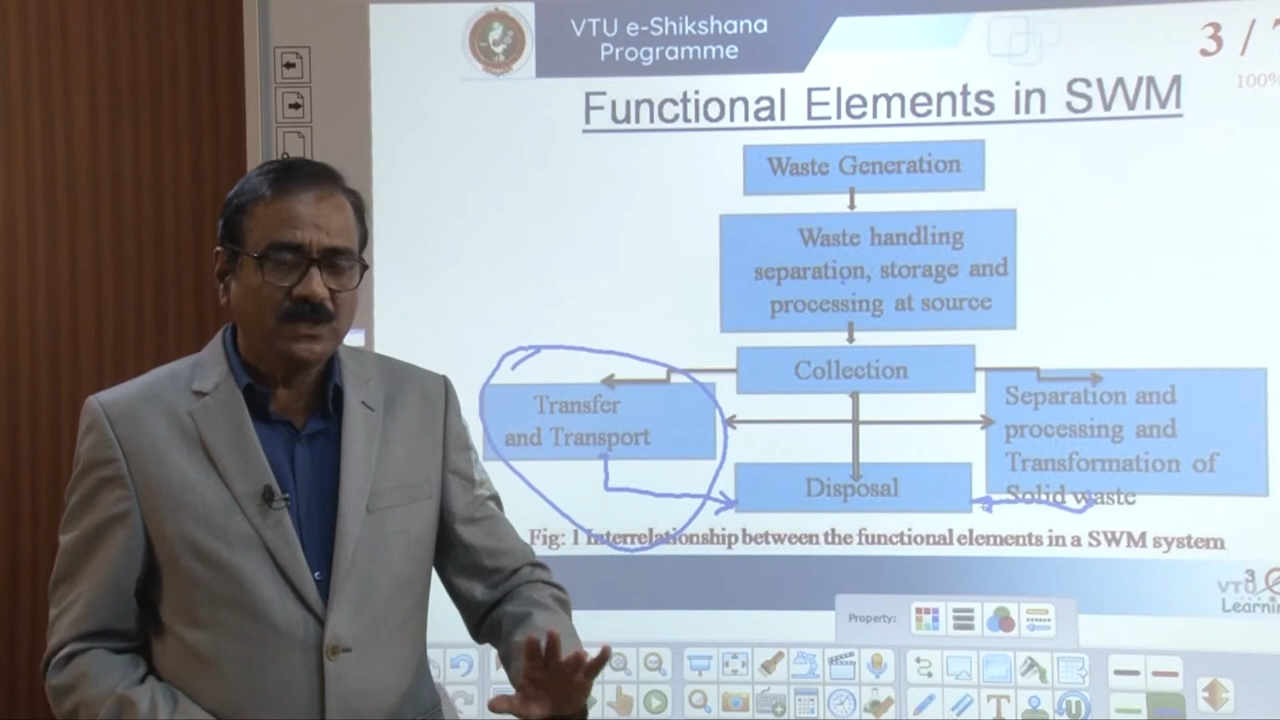 VTU e-Shikshana
Programme
3 /
100%
Functional Elements in SWM
Waste Generation
Waste handling
separation, storage and
processing at source
Collection
Transfer
and Transport
Separation and
processing and
Transformation of
Solid waste
Disposal
Fig: 1 Interrelationship between the functional elements in a SWM system
3
VTU
Property: